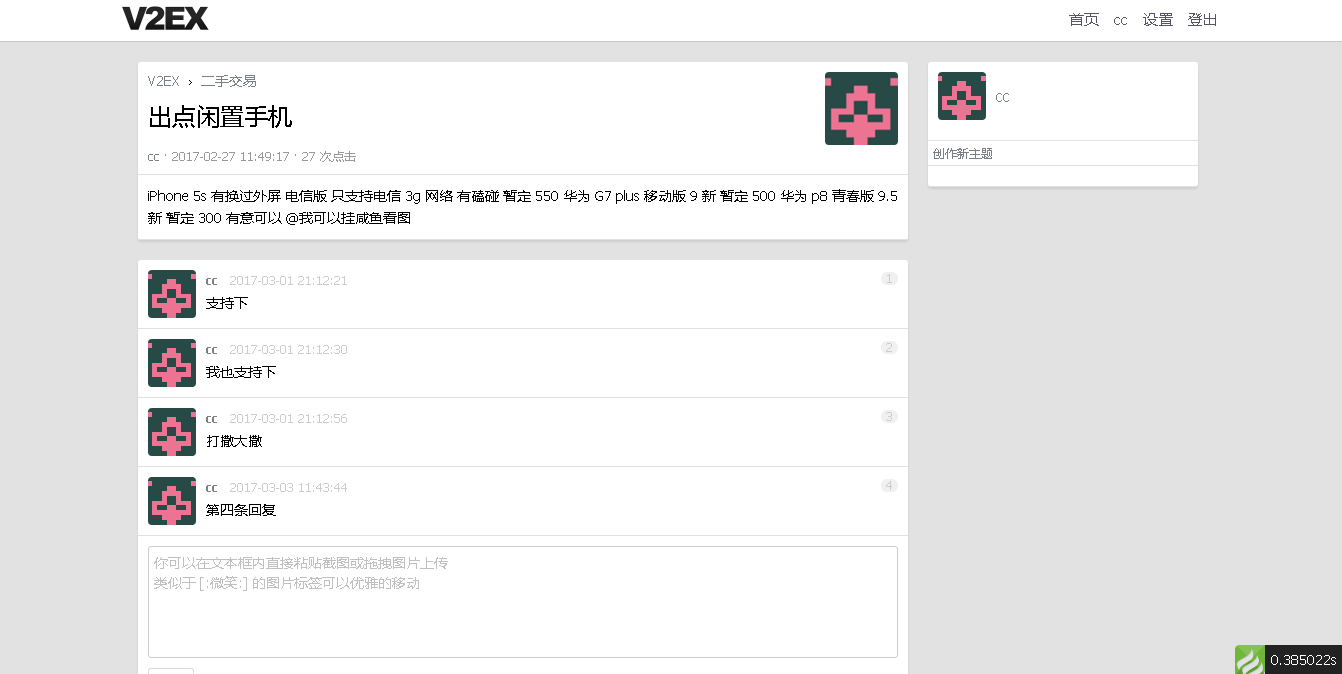 V2EX
首页 cc 设置 登出
V2EX › 二手交易
出点闲置手机
cc · 2017-02-27 11:49:17 · 27 次点击
iPhone 5s 有换过外屏 电信版 只支持电信 3g 网络 有磕碰 暂定 550 华为 G7 plus 移动版 9 新 暂定 500 华为 p8 青春版 9.5
新 暂定 300 有意可以 @我可以挂咸鱼看图
cc
创作新主题
cc 2017-03-01 21:12:21 1
支持下
cc 2017-03-01 21:12:30 2
我也支持下
cc 2017-03-01 21:12:56 3
打撒大撒
cc 2017-03-03 11:43:44 4
第四条回复
你可以在文本框内直接粘贴截图或拖拽图片上传
类似于 [:微笑:] 的图片标签可以优雅的移动
0.385022s